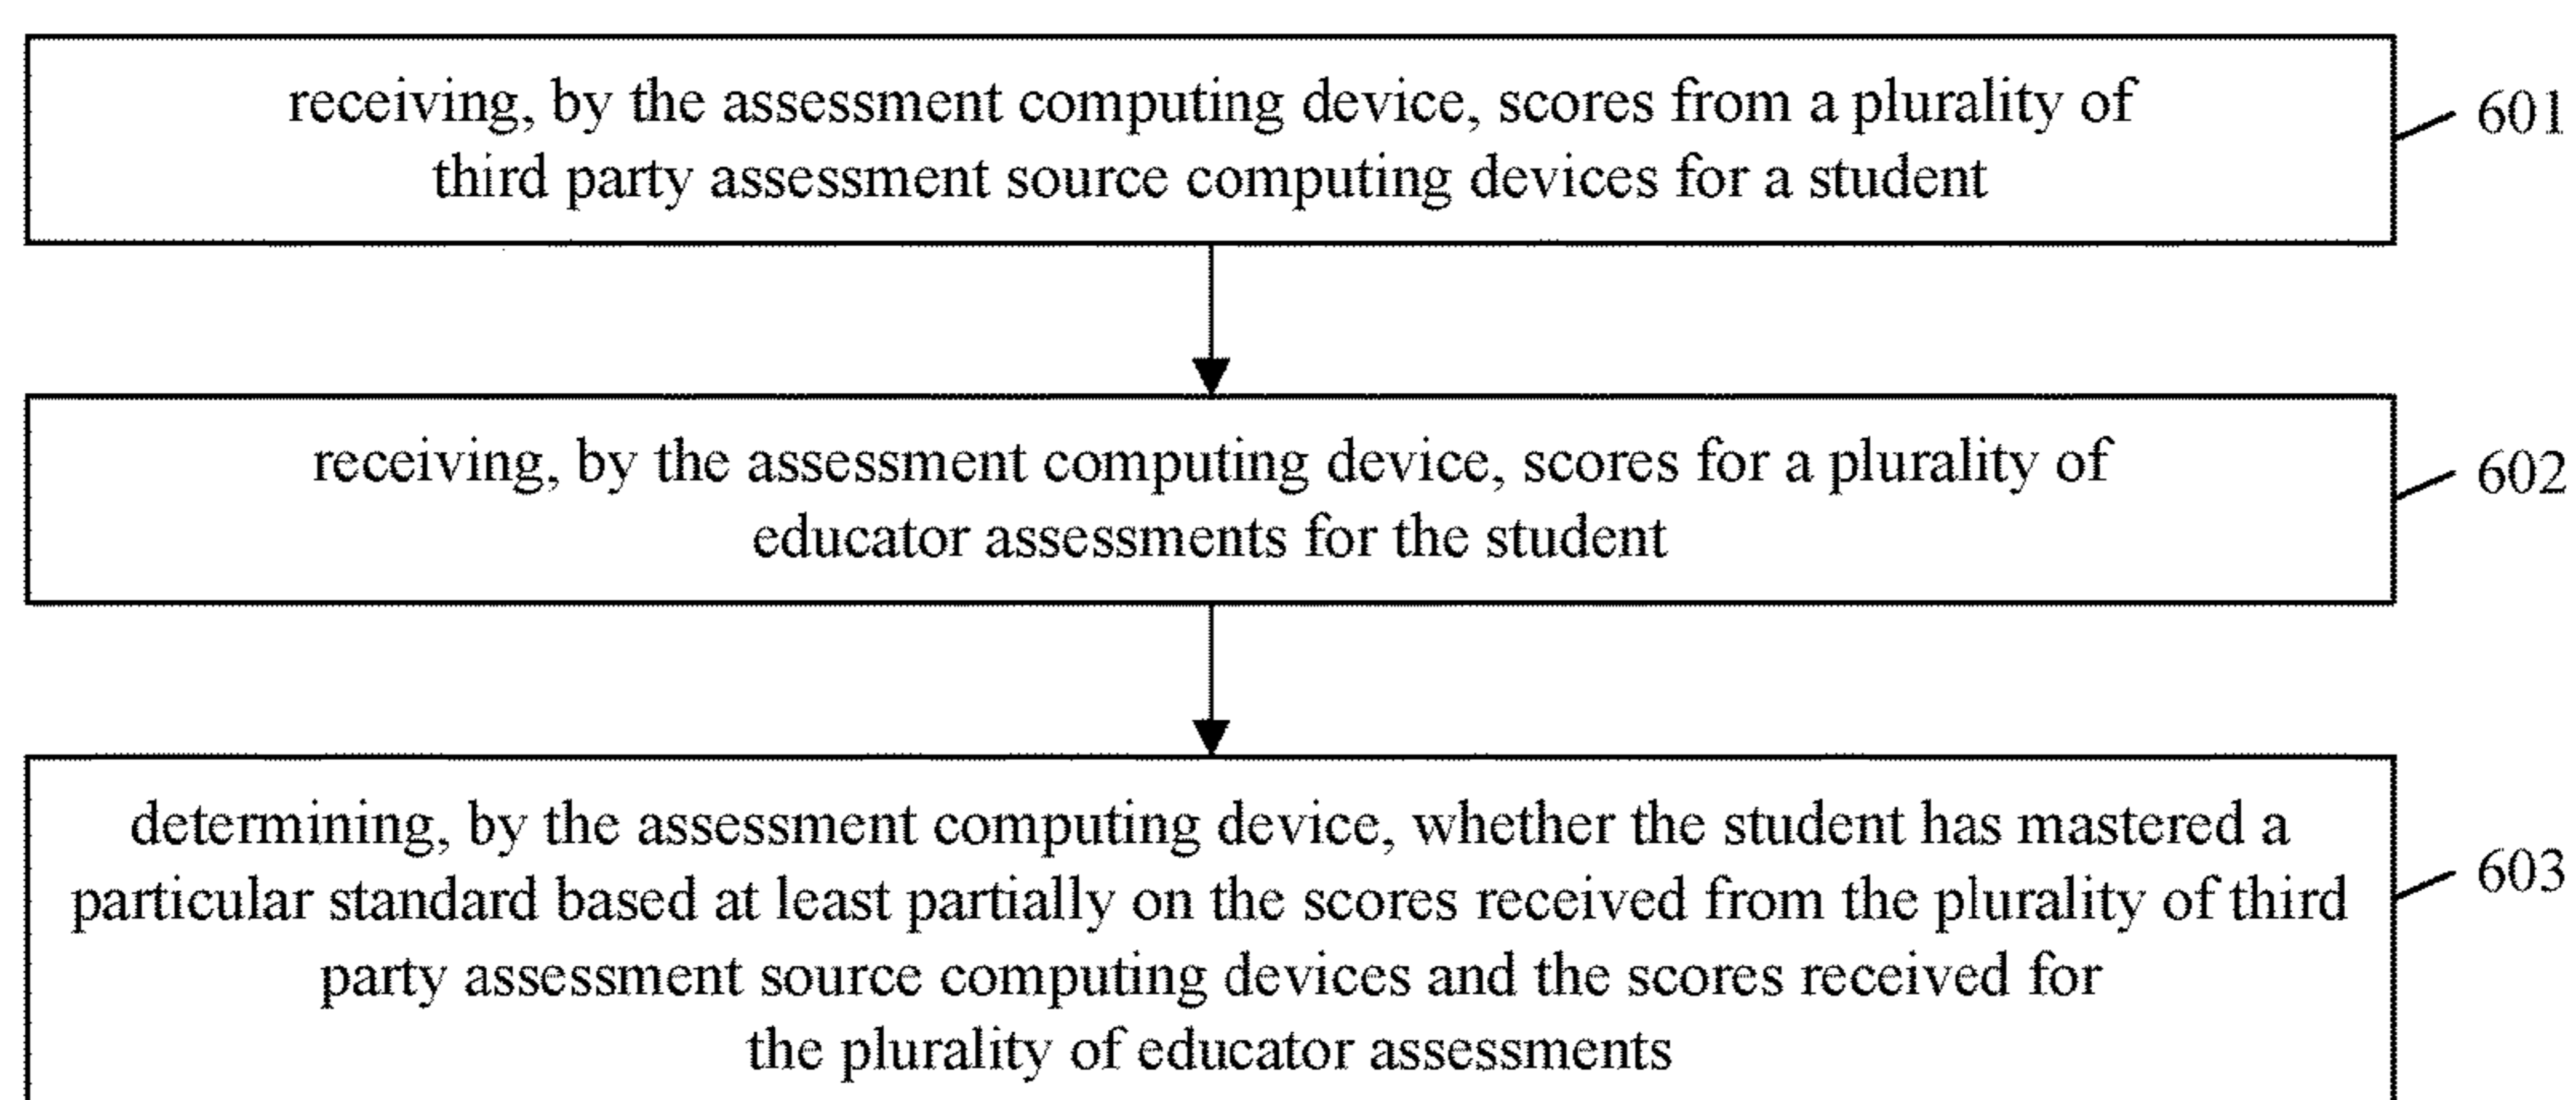 receiving, by the assessment computing device, scores from a plurality of
third party assessment source computing devices for a student
601
receiving, by the assessment computing device, scores for a plurality of
educator assessments for the student
602
determining, by the assessment computing device, whether the student has mastered a
particular standard based at least partially on the scores received from the plurality of third
party assessment source computing devices and the scores received for
the plurality of educator assessments
603